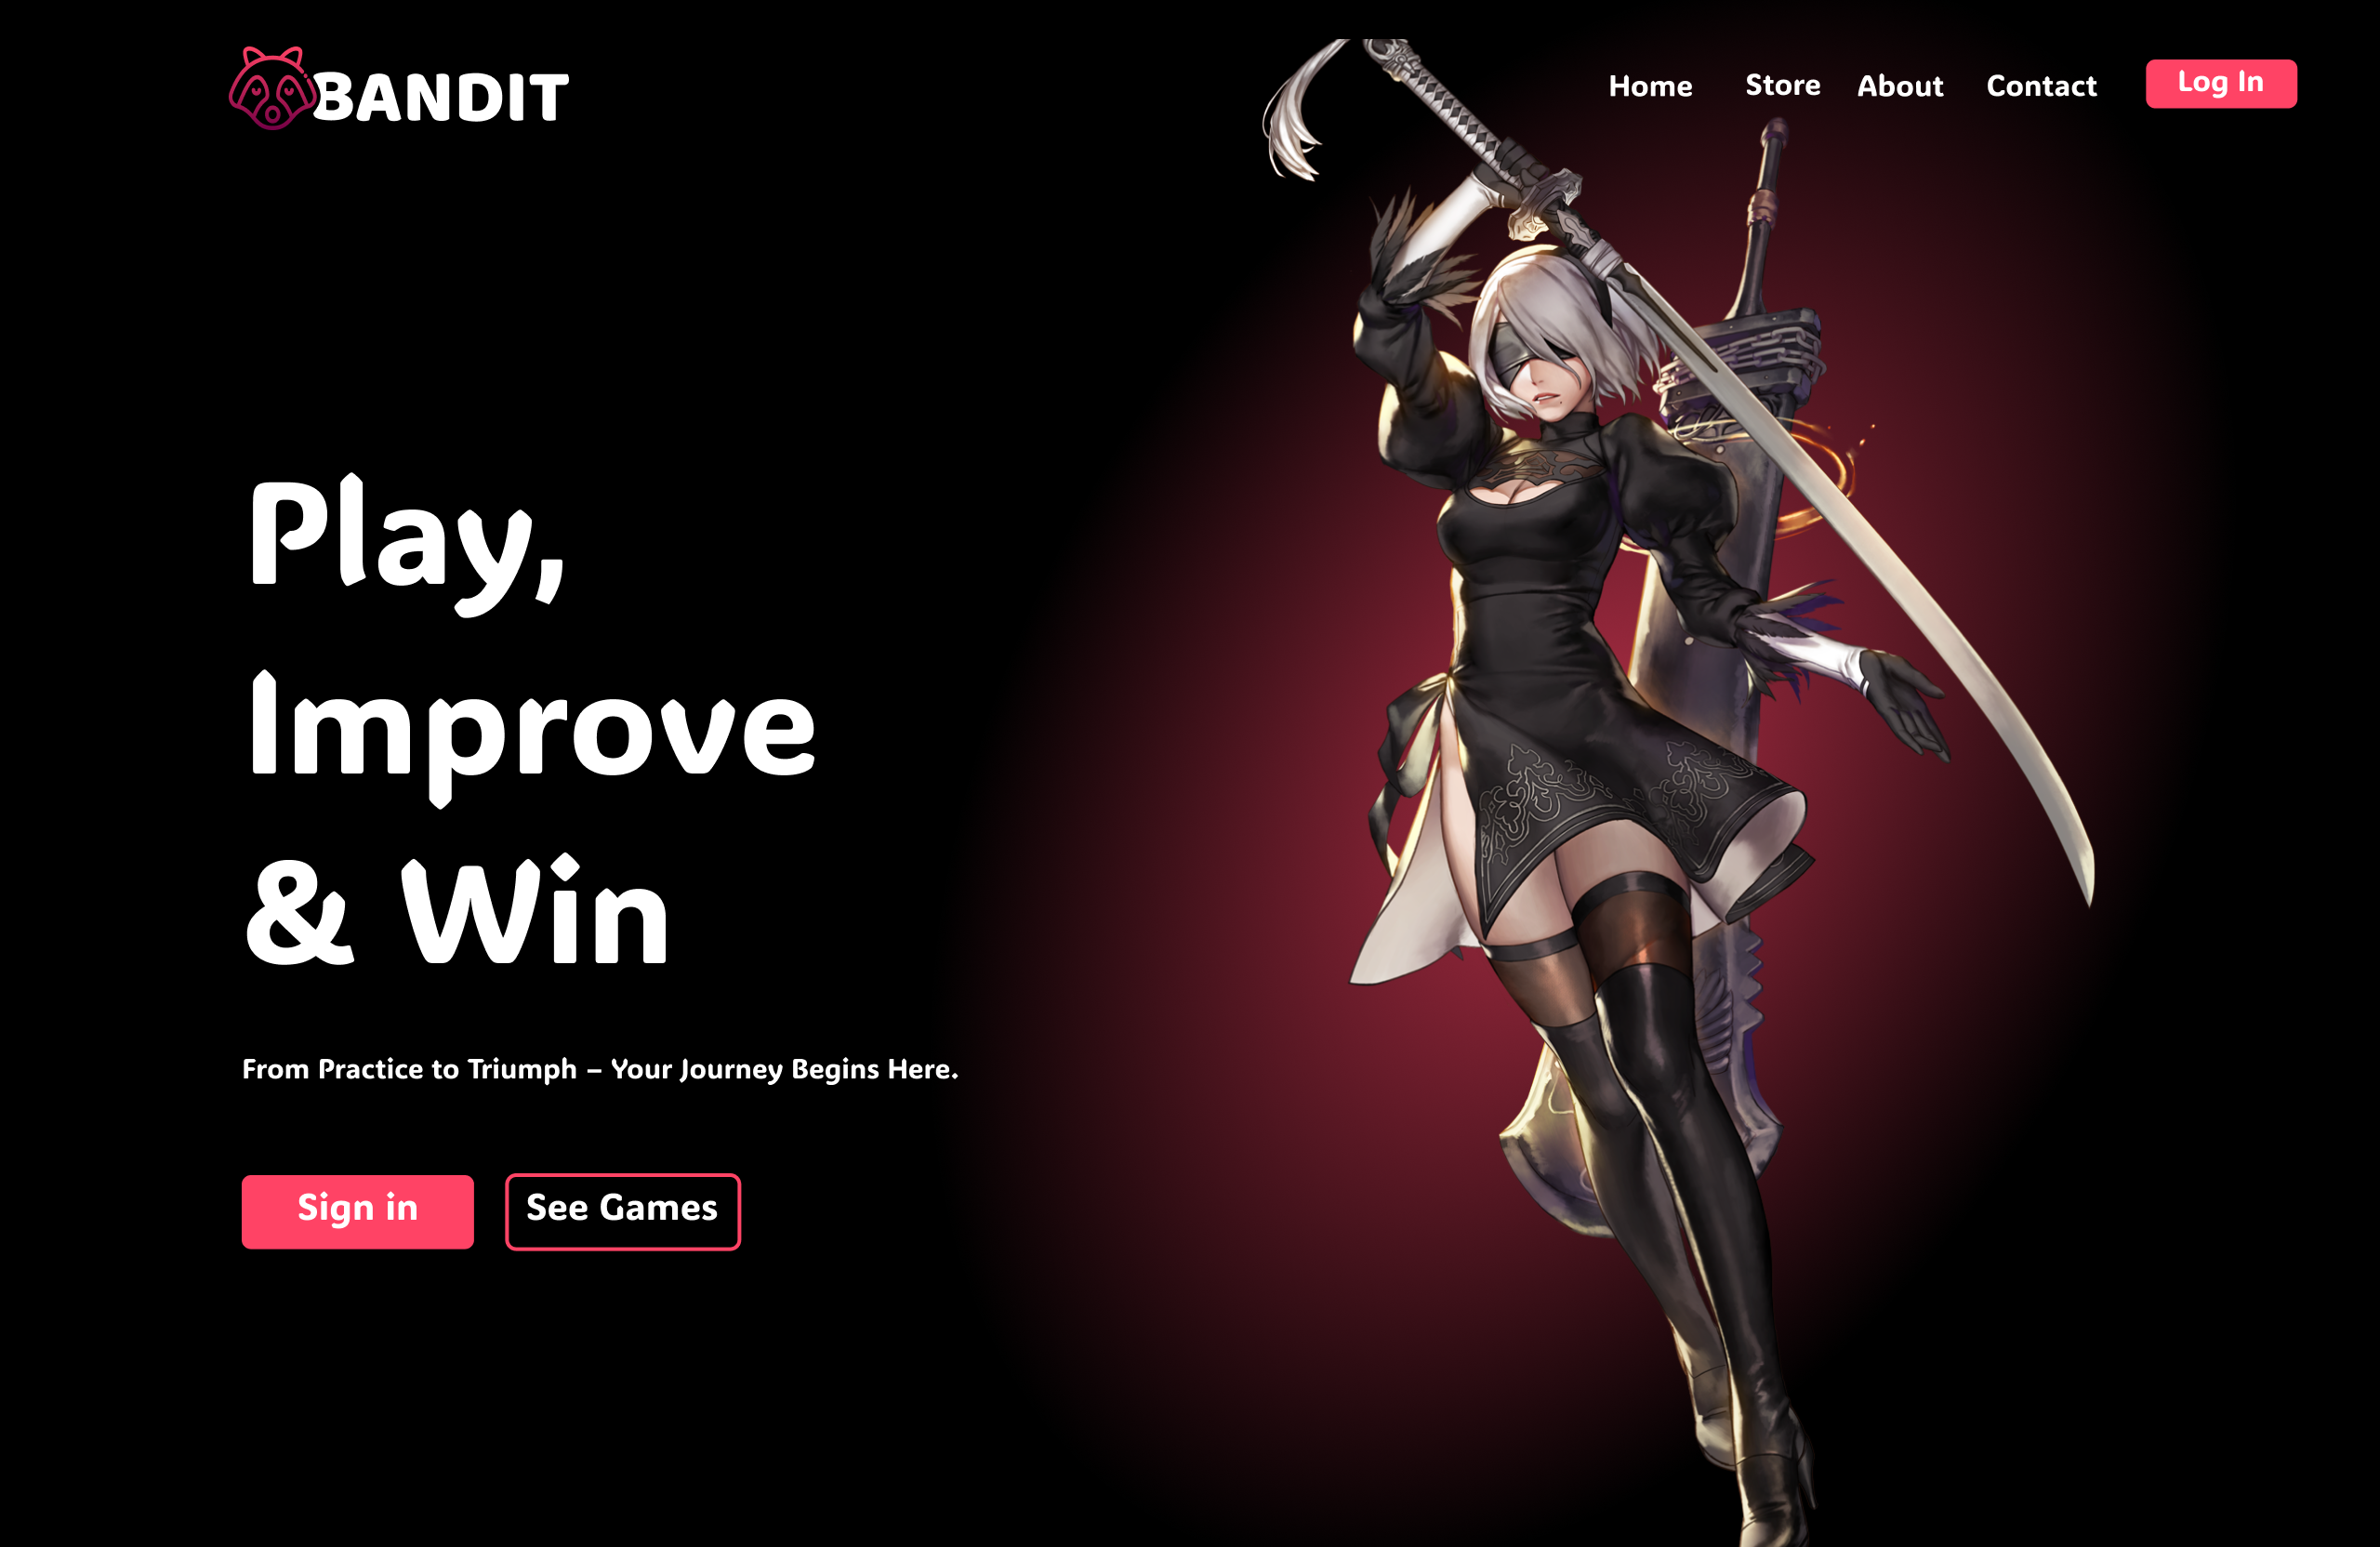 BANDIT
Home Store About Contact Log In
Play,
Improve
& Win
From Practice to Triumph – Your Journey Begins Here.
Sign in See Games